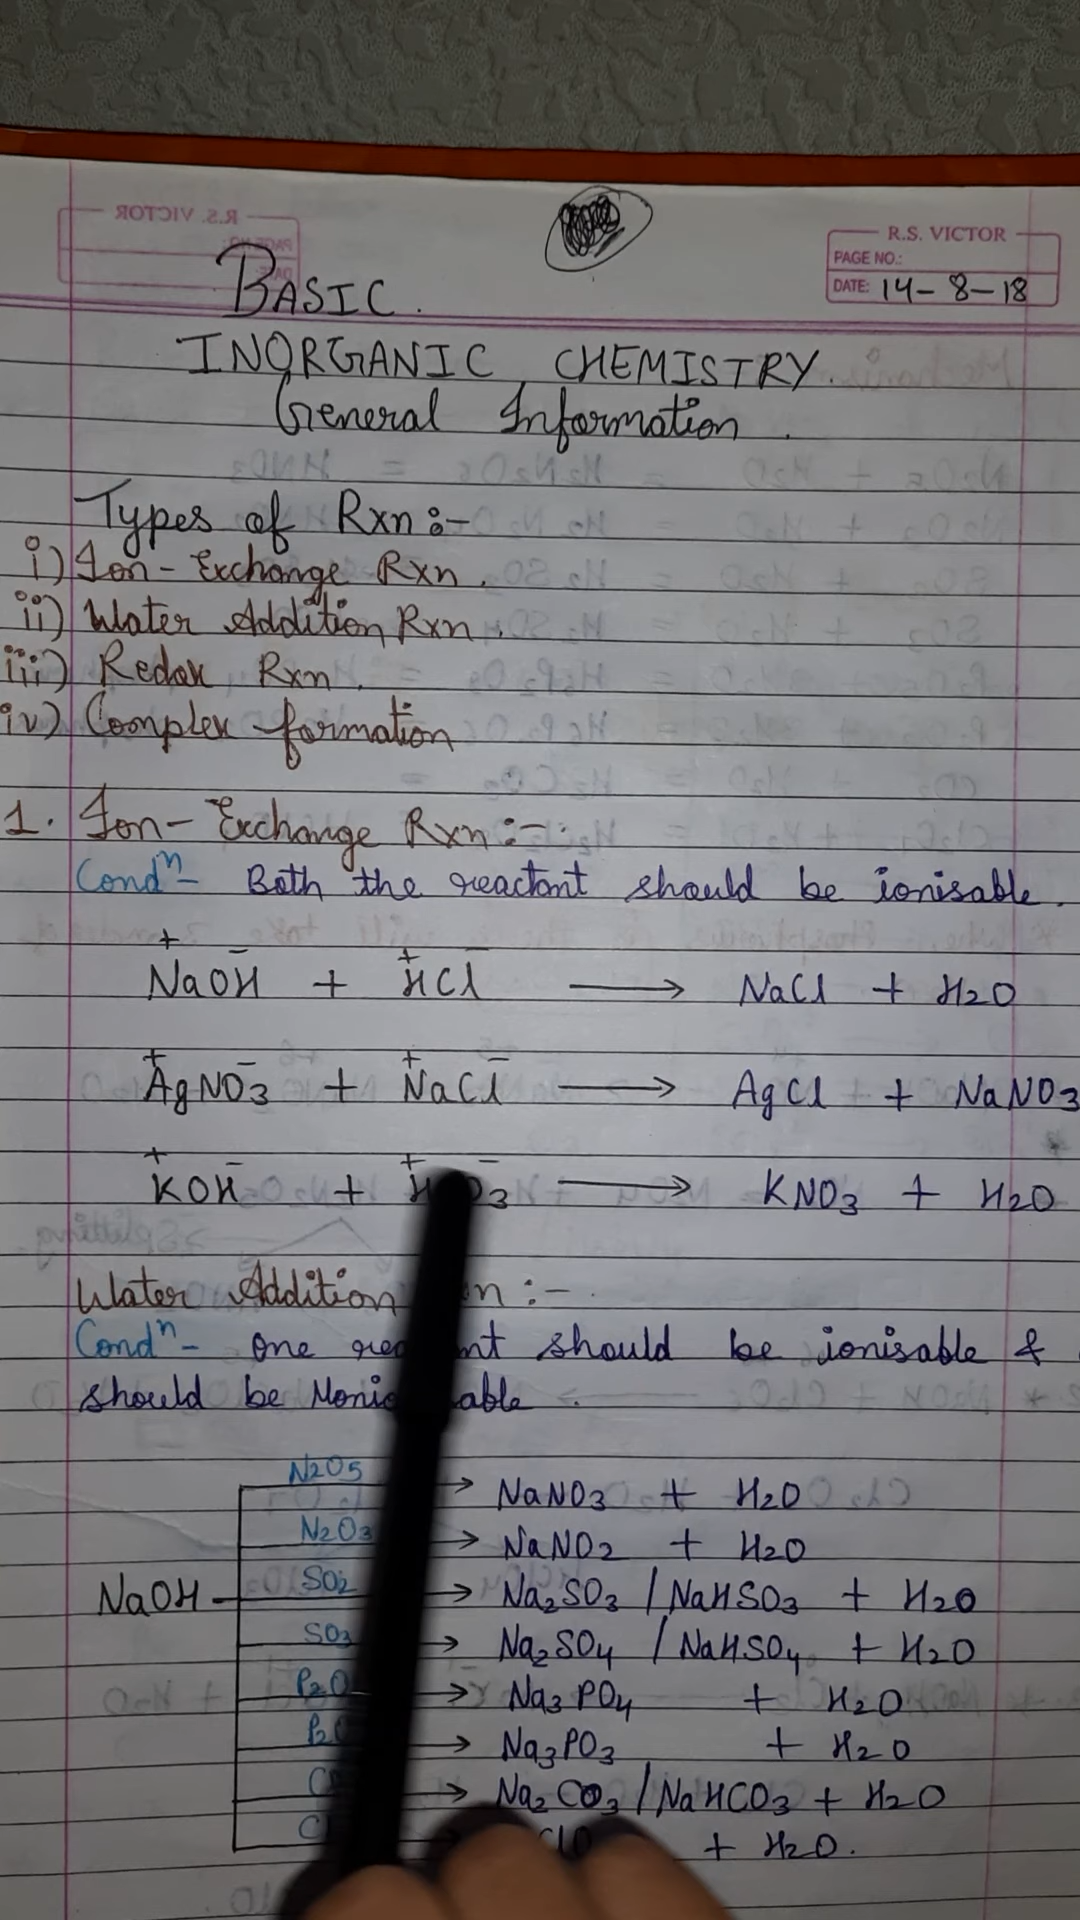 R.S. VICTOR
PAGE NO.:
DATE: 14-8-18
BASIC.
INORGANIC CHEMISTRY.
General Information.
Types of Rxn:-
i) Ion-Exchange Rxn.
ii) Water Addition Rxn.
iii) Redox Rxn.
iv) Complex formation
1. Ion-Exchange Rxn:-
Condⁿ- Both the reactant should be ionisable.
+ - + -
NaOH + HCl ⟶ NaCl + H2O
+ - + -
AgNO3 + NaCl ⟶ AgCl + NaNO3
+ - + -
KOH + H 3 ⟶ KNO3 + H2O
Water Addition n:-
Condⁿ- One should be ionisable &
should be
N2O5 → NaNO3 + H2O
N2O3 → NaNO2 + H2O
NaOH SO2 → Na2SO3 / NaHSO3 + H2O
SO3 → Na2SO4 / NaHSO4 + H2O
→ Na3PO4 + H2O
→ Na3PO3 + H2O
→ Na2CO3 / NaHCO3 + H2O
+ H2O.